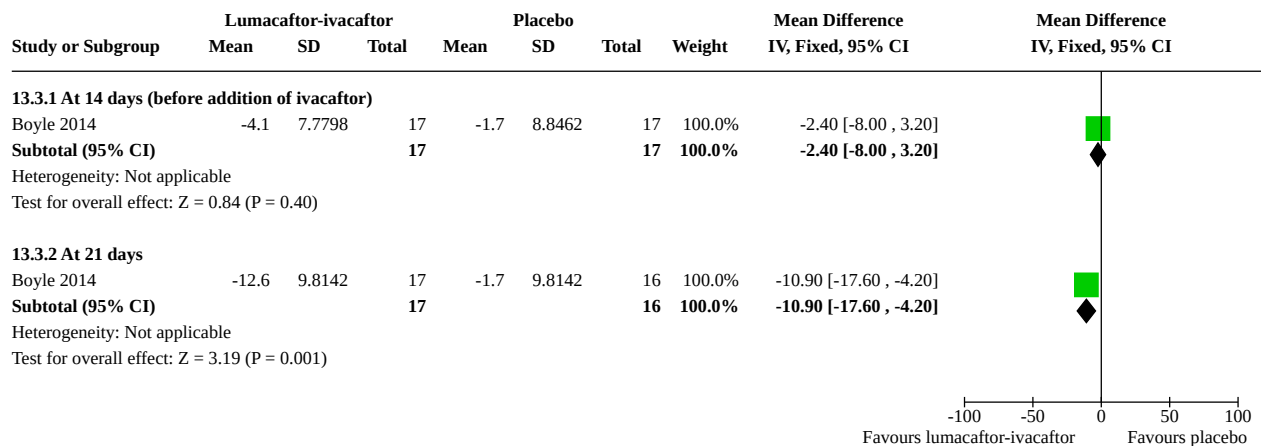 Lumacaftor-ivacaftor Placebo Mean Difference Mean Difference
Study or Subgroup Mean SD Total Mean SD Total Weight IV, Fixed, 95% CI IV, Fixed, 95% CI
13.3.1 At 14 days (before addition of ivacaftor)
Boyle 2014 -4.1 7.7798 17 -1.7 8.8462 17 100.0% -2.40 [-8.00 , 3.20]
Subtotal (95% CI) 17 17 100.0% -2.40 [-8.00 , 3.20]
Heterogeneity: Not applicable
Test for overall effect: Z = 0.84 (P = 0.40)
13.3.2 At 21 days
Boyle 2014 -12.6 9.8142 17 -1.7 9.8142 16 100.0% -10.90 [-17.60 , -4.20]
Subtotal (95% CI) 17 16 100.0% -10.90 [-17.60 , -4.20]
Heterogeneity: Not applicable
Test for overall effect: Z = 3.19 (P = 0.001)
-100 -50 0 50 100
Favours lumacaftor-ivacaftor Favours placebo